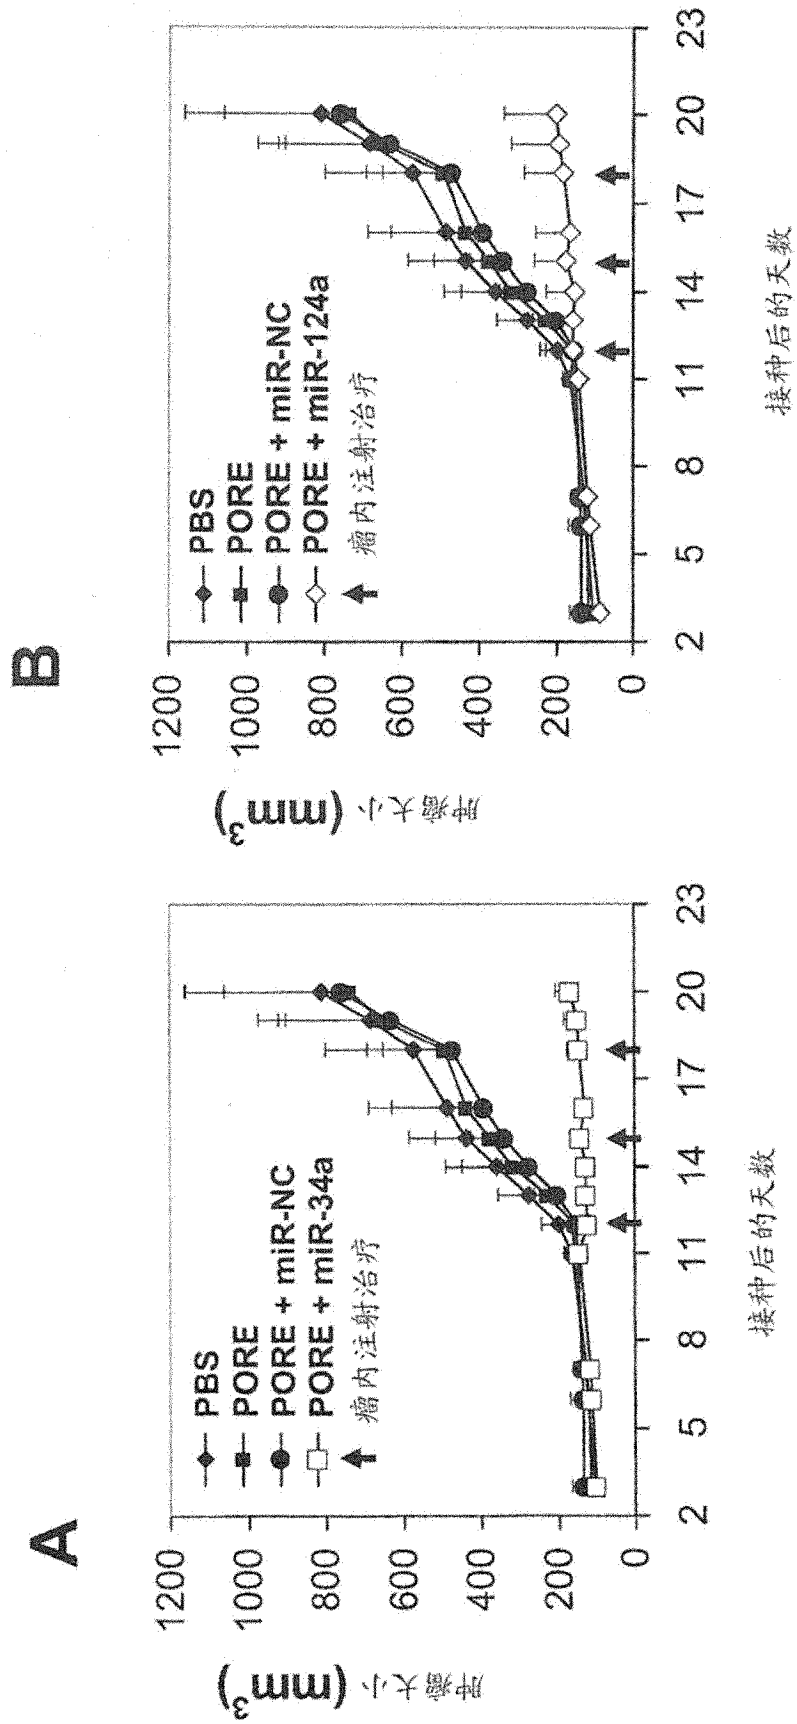 A
肿瘤大小 (mm³)
1200
1000
800
600
400
200
0
PBS
PORE
PORE + miR-NC
PORE + miR-34a
瘤内注射治疗
2 5 8 11 14 17 20 23
接种后的天数
B
肿瘤大小 (mm³)
1200
1000
800
600
400
200
0
PBS
PORE
PORE + miR-NC
PORE + miR-124a
瘤内注射治疗
2 5 8 11 14 17 20 23
接种后的天数